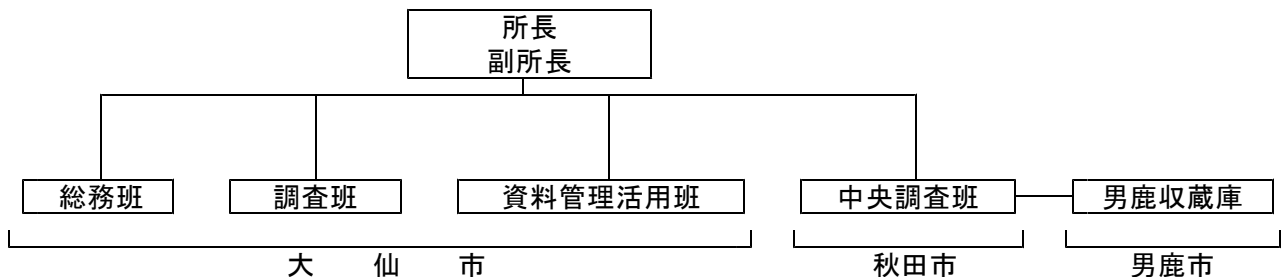 所長
副所長
総務班
調査班
資料管理活用班
中央調査班
男鹿収蔵庫
大仙市
秋田市
男鹿市